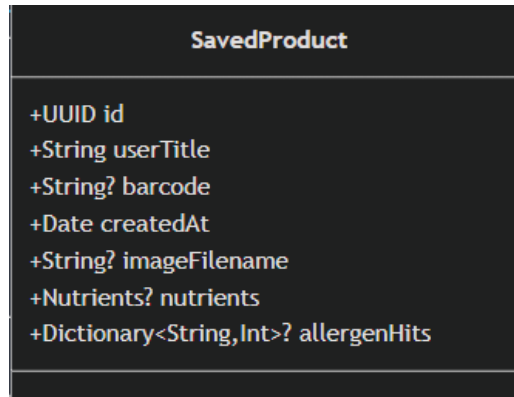 SavedProduct
+UUID id
+String userTitle
+String? barcode
+Date createdAt
+String? imageFilename
+Nutrients? nutrients
+Dictionary<String,Int>? allergenHits